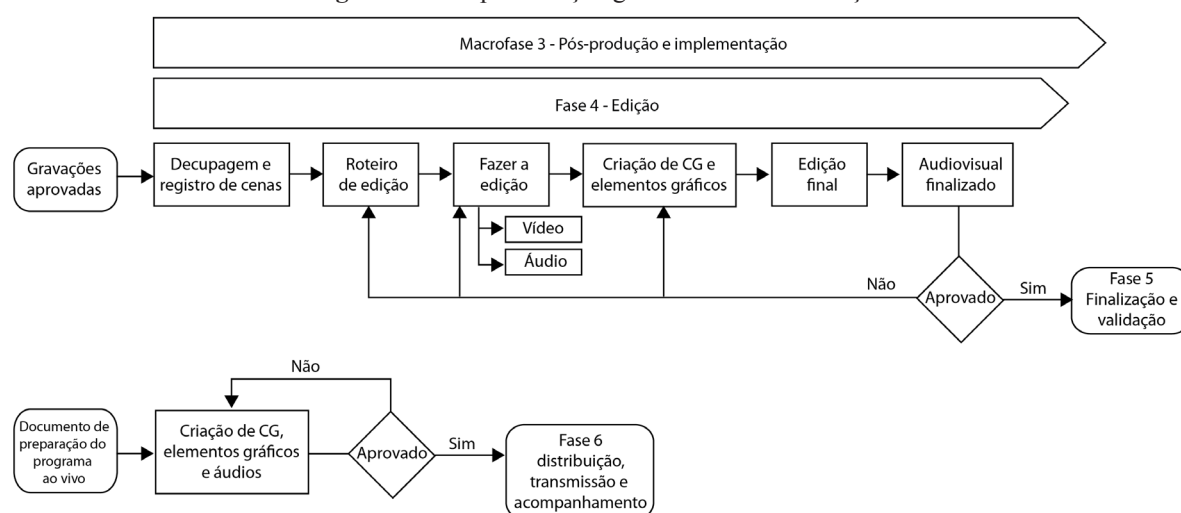 Macrofase 3 - Pós-produção e implementação
Fase 4 - Edição
Gravações
aprovadas
Decupagem e
registro de cenas
Roteiro
de edição
Fazer a
edição
Criação de CG e
elementos gráficos
Edição
final
Audiovisual
finalizado
Vídeo
Áudio
Não
Aprovado
Sim
Fase 5
Finalização e
validação
Não
Documento de
preparação do
programa
ao vivo
Criação de CG,
elementos gráficos
e áudios
Aprovado
Sim
Fase 6
distribuição,
transmissão e
acompanhamento